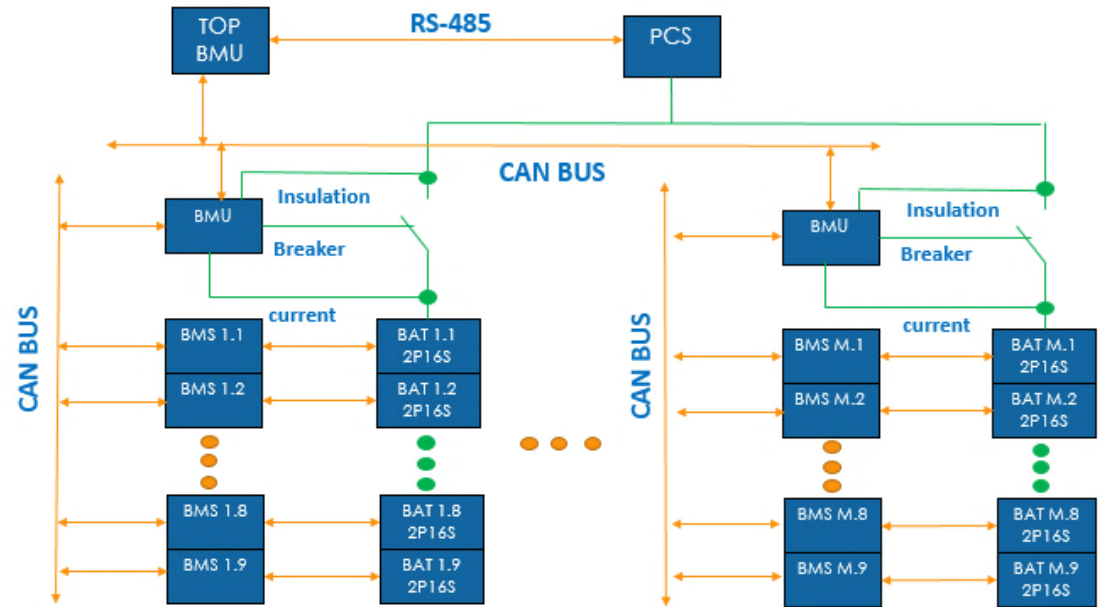 TOP
BMU
RS-485
PCS
CAN BUS
BMU
Insulation
Breaker
current
CAN BUS
BMS 1.1
BAT 1.1
2P16S
BMS 1.2
BAT 1.2
2P16S
BMS 1.8
BAT 1.8
2P16S
BMS 1.9
BAT 1.9
2P16S
BMU
Insulation
Breaker
current
CAN BUS
BMS M.1
BAT M.1
2P16S
BMS M.2
BAT M.2
2P16S
BMS M.8
BAT M.8
2P16S
BMS M.9
BAT M.9
2P16S